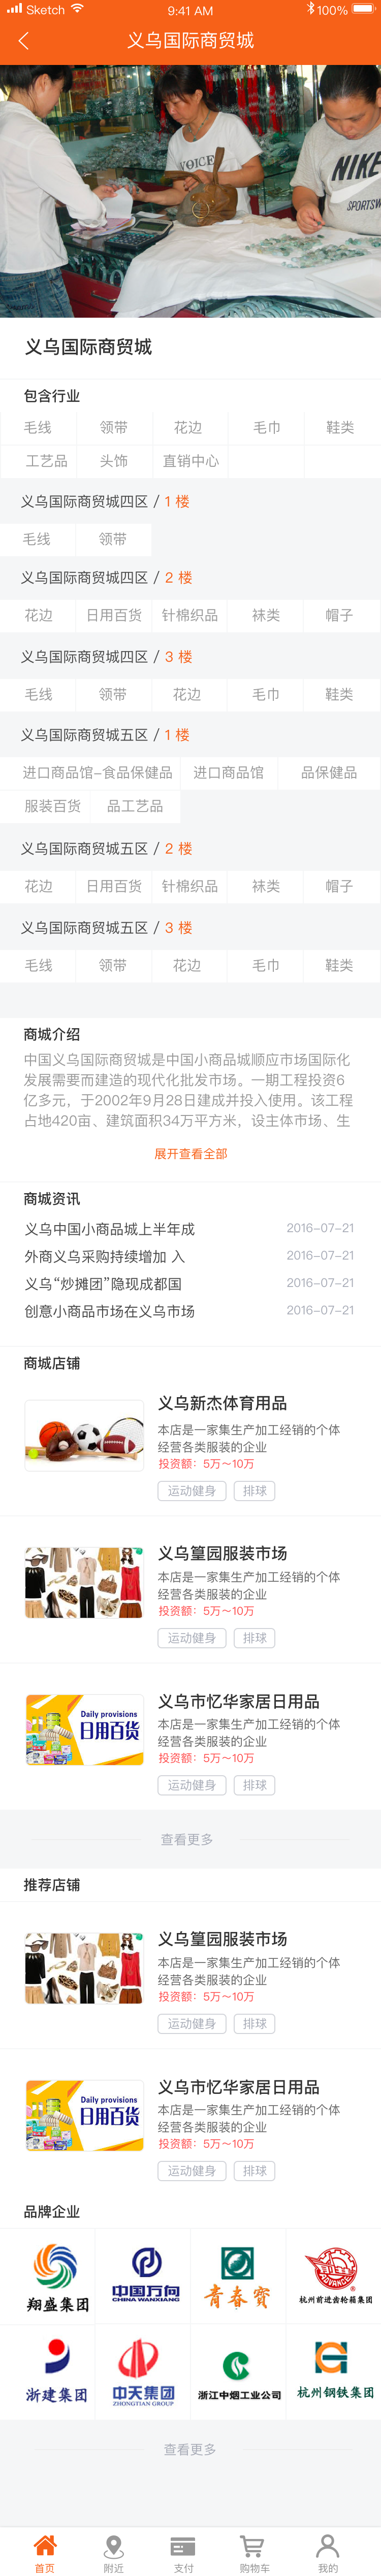 Sketch 9:41 AM 100%
义乌国际商贸城
VOICE
NIKE
SPORTSW
义乌国际商贸城
包含行业
毛线 领带 花边 毛巾 鞋类
工艺品 头饰 直销中心
义乌国际商贸城四区 / 1 楼
毛线 领带
义乌国际商贸城四区 / 2 楼
花边 日用百货 针棉织品 袜类 帽子
义乌国际商贸城四区 / 3 楼
毛线 领带 花边 毛巾 鞋类
义乌国际商贸城五区 / 1 楼
进口商品馆-食品保健品 进口商品馆 品保健品
服装百货 品工艺品
义乌国际商贸城五区 / 2 楼
花边 日用百货 针棉织品 袜类 帽子
义乌国际商贸城五区 / 3 楼
毛线 领带 花边 毛巾 鞋类
商城介绍
中国义乌国际商贸城是中国小商品城顺应市场国际化
发展需要而建造的现代化批发市场。一期工程投资6
亿多元，于2002年9月28日建成并投入使用。该工程
占地420亩、建筑面积34万平方米，设主体市场、生
展开查看全部
商城资讯
义乌中国小商品城上半年成 2016-07-21
外商义乌采购持续增加 入 2016-07-21
义乌“炒摊团”隐现成都国 2016-07-21
创意小商品市场在义乌市场 2016-07-21
商城店铺
义乌新杰体育用品
本店是一家集生产加工经销的个体
经营各类服装的企业
投资额：5万～10万
运动健身 排球
义乌篁园服装市场
本店是一家集生产加工经销的个体
经营各类服装的企业
投资额：5万～10万
运动健身 排球
Daily provisions
日用百货
义乌市忆华家居日用品
本店是一家集生产加工经销的个体
经营各类服装的企业
投资额：5万～10万
运动健身 排球
查看更多
推荐店铺
义乌篁园服装市场
本店是一家集生产加工经销的个体
经营各类服装的企业
投资额：5万～10万
运动健身 排球
Daily provisions
日用百货
义乌市忆华家居日用品
本店是一家集生产加工经销的个体
经营各类服装的企业
投资额：5万～10万
运动健身 排球
品牌企业
翔盛集团
中国万向
CHINA WANXIANG
青春宝
ADVANCE
杭州前进齿轮箱集团
浙建集团
中天集团
ZHONGTIAN GROUP
浙江中烟工业公司
杭州钢铁集团
查看更多
首页 附近 支付 购物车 我的